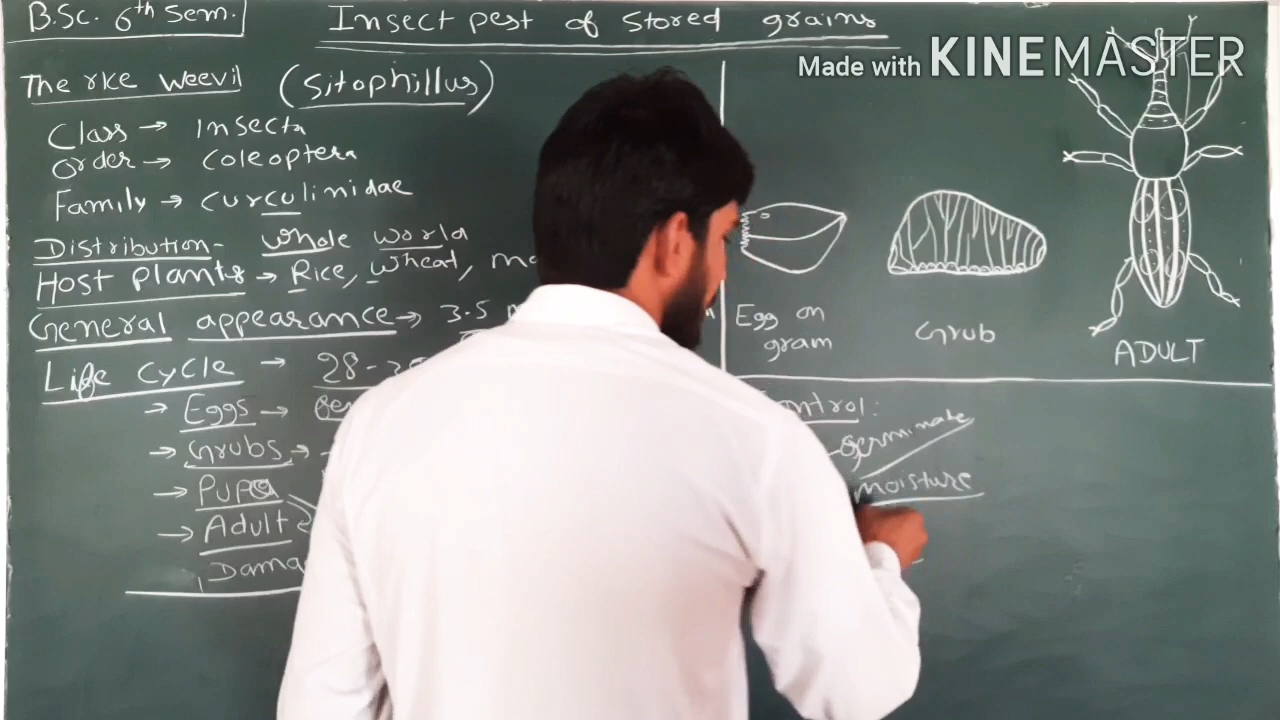 B.Sc. 6th Sem.
Insect pest of Stored grains
Made with KINEMASTER
The rice weevil (Sitophillus)
Class → Insecta
Order → Coleoptera
Family → Curculinidae
Distribution- Whole world
Host plants → Rice, Wheat,
General appearance → 3.5
Life cycle → 28-
→ Eggs →
→ Grubs →
→ Pupa
→ Adult
Egg on
gram
Grub
ADULT
germinate
moisture